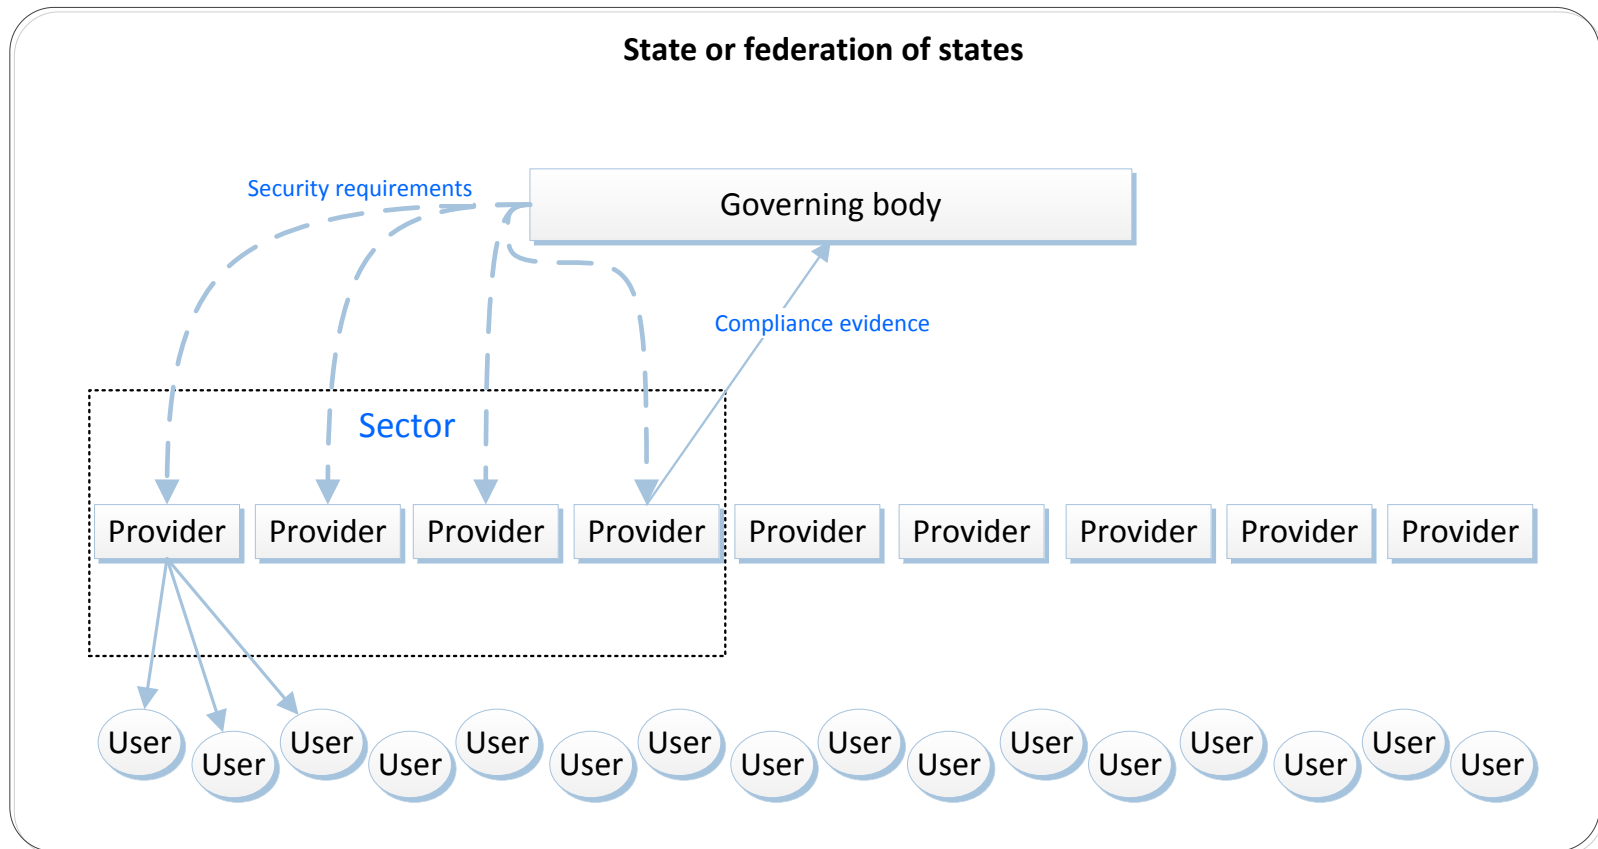 State or federation of states
Security requirements
Governing body
Compliance evidence
Sector
Provider Provider Provider Provider Provider Provider Provider Provider Provider
User User User User User User User User
User User User User User User User User